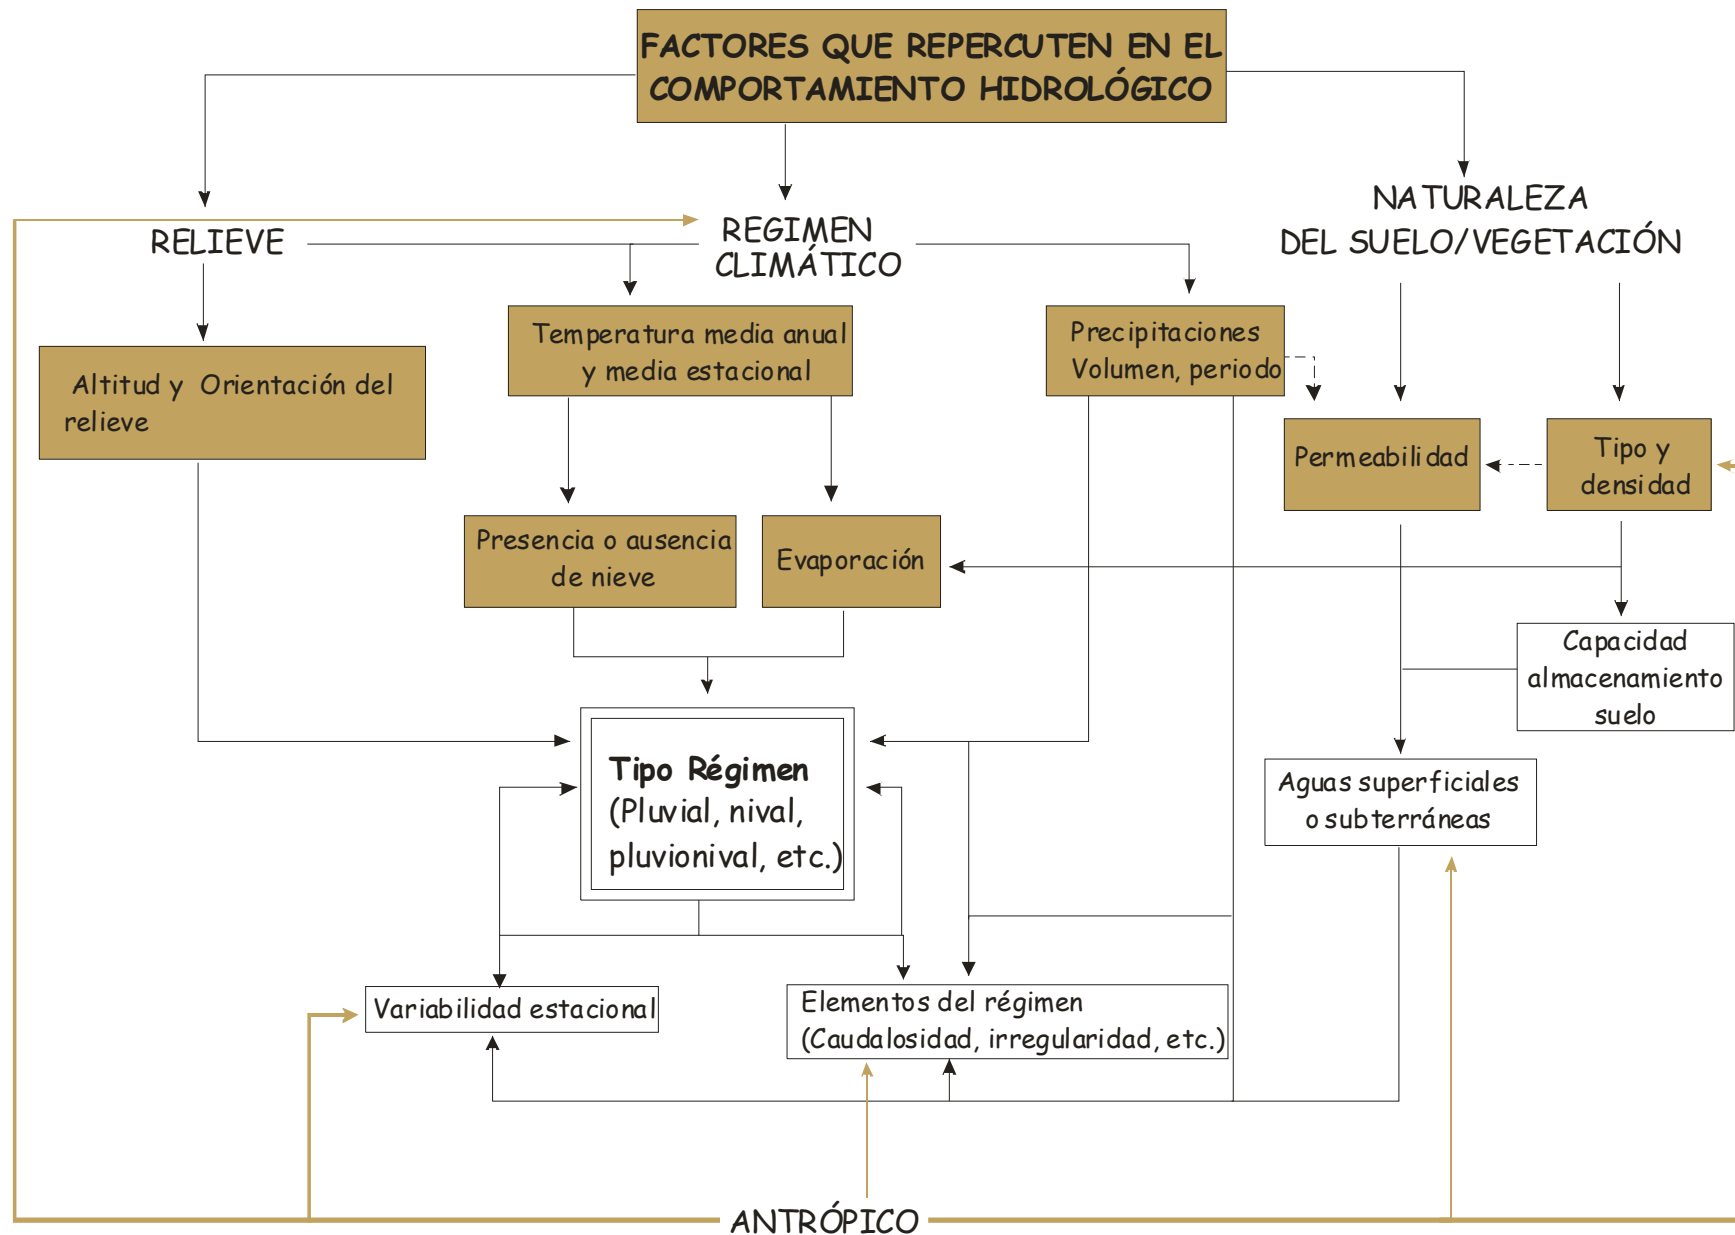 FACTORES QUE REPERCUTEN EN EL
COMPORTAMIENTO HIDROLÓGICO
RELIEVE
REGIMEN
CLIMÁTICO
NATURALEZA
DEL SUELO/VEGETACIÓN
Altitud y Orientación del
relieve
Temperatura media anual
y media estacional
Precipitaciones
Volumen, periodo
Permeabilidad
Tipo y
densidad
Presencia o ausencia
de nieve
Evaporación
Capacidad
almacenamiento
suelo
Tipo Régimen
(Pluvial, nival,
pluvionival, etc.)
Aguas superficiales
o subterráneas
Variabilidad estacional
Elementos del régimen
(Caudalosidad, irregularidad, etc.)
ANTRÓPICO